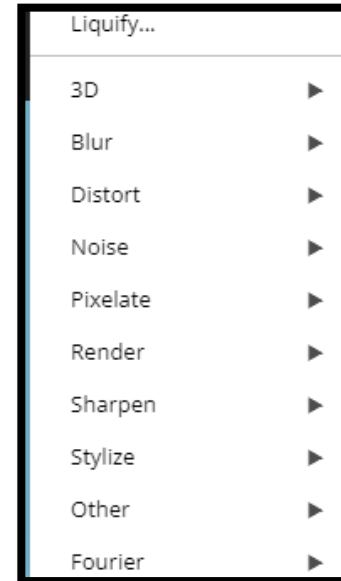 Liquify...
3D
Blur
Distort
Noise
Pixelate
Render
Sharpen
Stylize
Other
Fourier